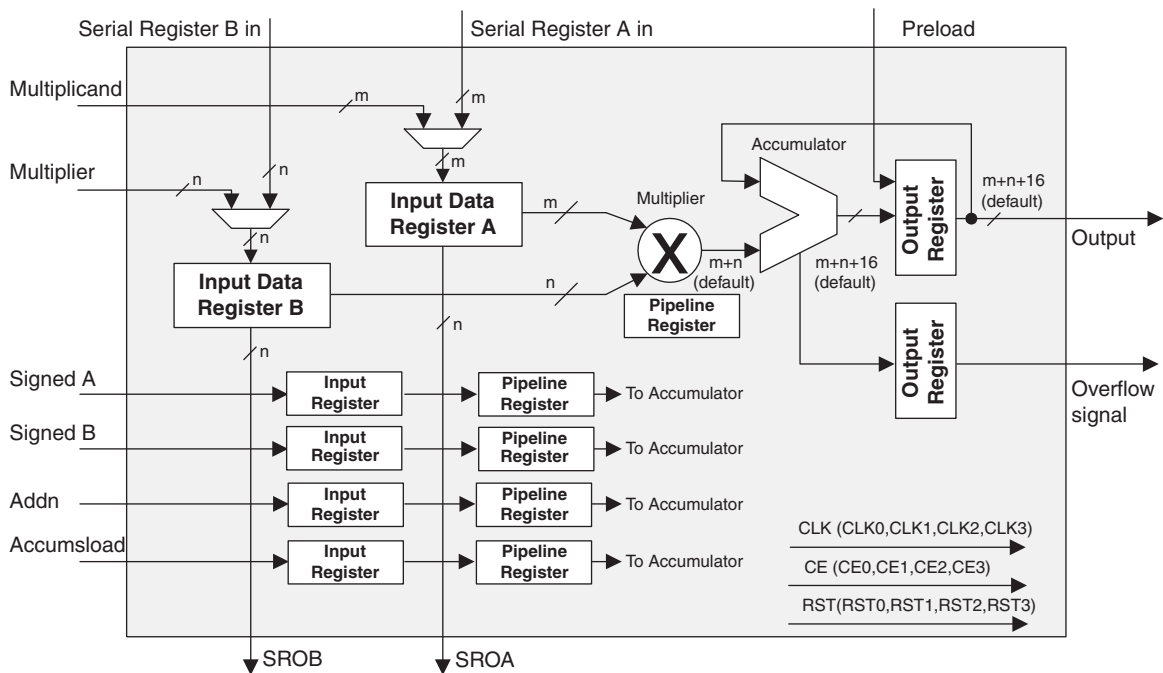 Serial Register B in
Serial Register A in
Preload
Multiplicand
m
m
Multiplier
n
n
m
Accumulator
Input Data
Register A
m
Multiplier
X
m+n
(default)
m+n+16
(default)
Output
Register
m+n+16
(default)
Output
n
Input Data
Register B
n
Pipeline
Register
n
n
Output
Register
Overflow
signal
Signed A
Input
Register
Pipeline
Register
To Accumulator
Signed B
Input
Register
Pipeline
Register
To Accumulator
Addn
Input
Register
Pipeline
Register
To Accumulator
Accumsload
Input
Register
Pipeline
Register
To Accumulator
CLK (CLK0,CLK1,CLK2,CLK3)
CE (CE0,CE1,CE2,CE3)
RST(RST0,RST1,RST2,RST3)
SROB
SROA